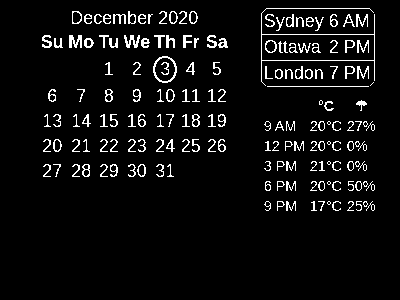 December 2020
Su Mo Tu We Th Fr Sa
1 2 3 4 5
6 7 8 9 10 11 12
13 14 15 16 17 18 19
20 21 22 23 24 25 26
27 28 29 30 31
Sydney 6 AM
Ottawa 2 PM
London 7 PM
°C ☂
9 AM 20°C 27%
12 PM 20°C 0%
3 PM 21°C 0%
6 PM 20°C 50%
9 PM 17°C 25%